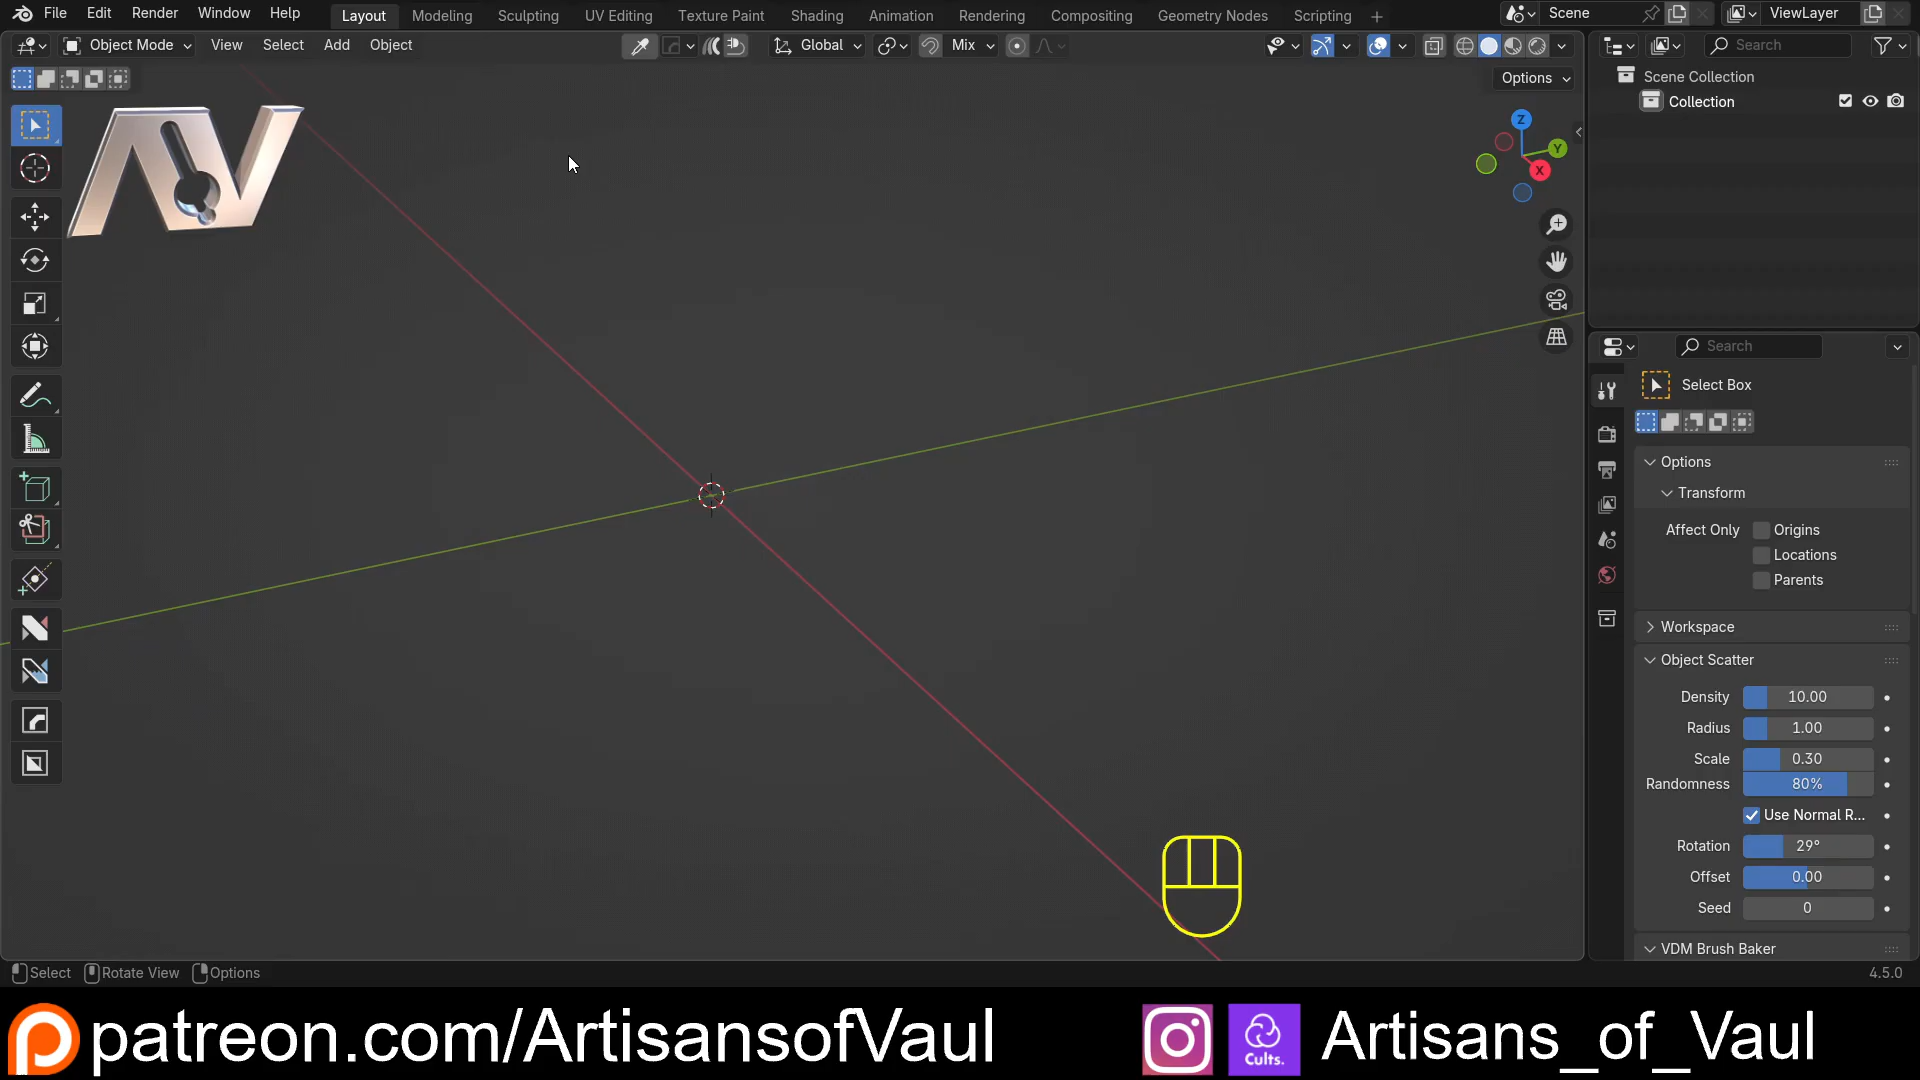 File Edit Render Window Help Layout Modeling Sculpting UV Editing Texture Paint Shading Animation Rendering Compositing Geometry Nodes Scripting + Scene ViewLayer
Object Mode View Select Add Object Global Mix Search
Options
Scene Collection
Collection
Z
Y
X
Search
Select Box
Options
Transform
Affect Only Origins
Locations
Parents
Workspace
Object Scatter
Density 10.00
Radius 1.00
Scale 0.30
Randomness 80%
Use Normal R...
Rotation 29°
Offset 0.00
Seed 0
VDM Brush Baker
Select Rotate View Options 4.5.0
patreon.com/ArtisansofVaul Cults. Artisans_of_Vaul